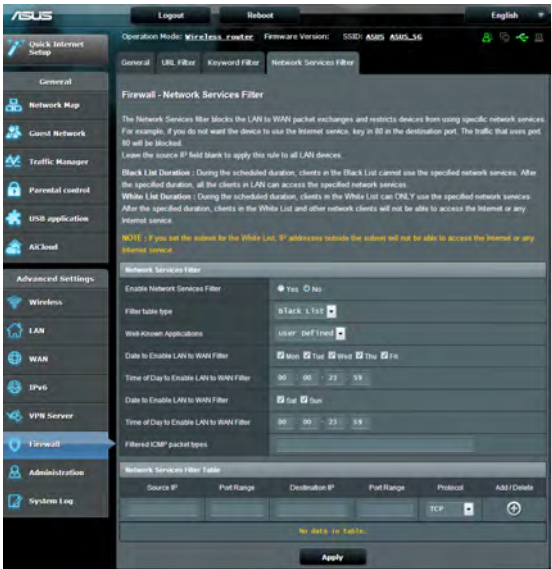 ASUS
Logout
Reboot
English
Operation Mode: Wireless router Firmware Version: SSID: ASUS ASUS_5G
Quick Internet
Setup
General
Network Map
Guest Network
Traffic Manager
Parental control
USB application
AiCloud
Advanced Settings
Wireless
LAN
WAN
IPv6
VPN Server
Firewall
Administration
System Log
General URL Filter Keyword Filter Network Services Filter
Firewall - Network Services Filter
The Network Services filter blocks the LAN to WAN packet exchanges and restricts devices from using specific network services.
For example, if you do not want the device to use the Internet service, key in 80 in the destination port. The traffic that uses port
80 will be blocked.
Leave the source IP field blank to apply this rule to all LAN devices.
Black List Duration : During the scheduled duration, clients in the Black List cannot use the specified network services. After
the specified duration, all the clients in LAN can access the specified network services.
White List Duration : During the scheduled duration, clients in the White List can ONLY use the specified network services.
After the specified duration, clients in the White List and other network clients will not be able to access the Internet or any
Internet service.
NOTE : If you set the subnet for the White List, IP addresses outside the subnet will not be able to access the Internet or any
Internet service.
Network Services Filter
Enable Network Services Filter Yes No
Filter table type Black List
Well-Known Applications User Defined
Date to Enable LAN to WAN Filter Mon Tue Wed Thu Fri
Time of Day to Enable LAN to WAN Filter 00 : 00 - 23 : 59
Date to Enable LAN to WAN Filter Sat Sun
Time of Day to Enable LAN to WAN Filter 00 : 00 - 23 : 59
Filtered ICMP packet types
Network Services Filter Table
Source IP Port Range Destination IP Port Range Protocol Add / Delete
TCP
No data in table.
Apply